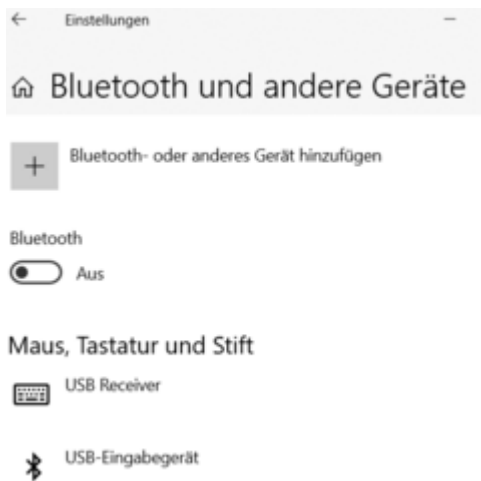 Einstellungen
Bluetooth und andere Geräte
Bluetooth- oder anderes Gerät hinzufügen
Bluetooth
Aus
Maus, Tastatur und Stift
USB Receiver
USB-Eingabegerät